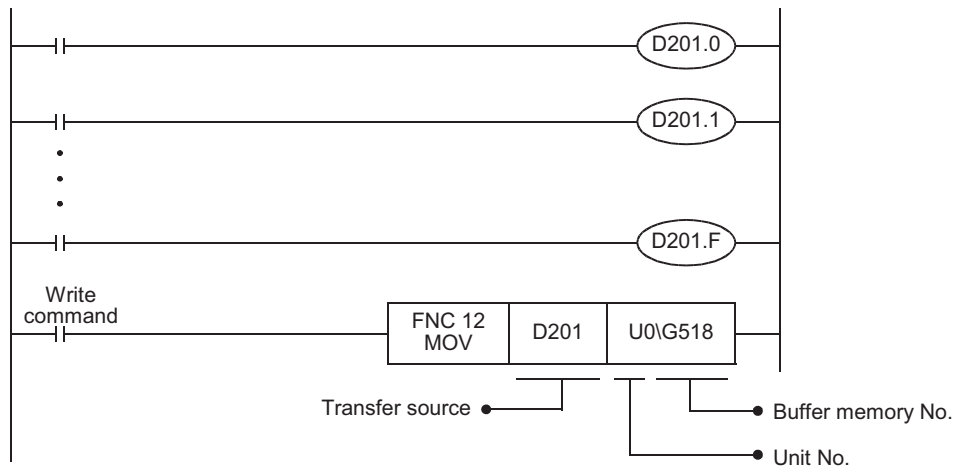 D201.0
D201.1
D201.F
Write
command
FNC 12
MOV
D201
U0\G518
Transfer source
Buffer memory No.
Unit No.